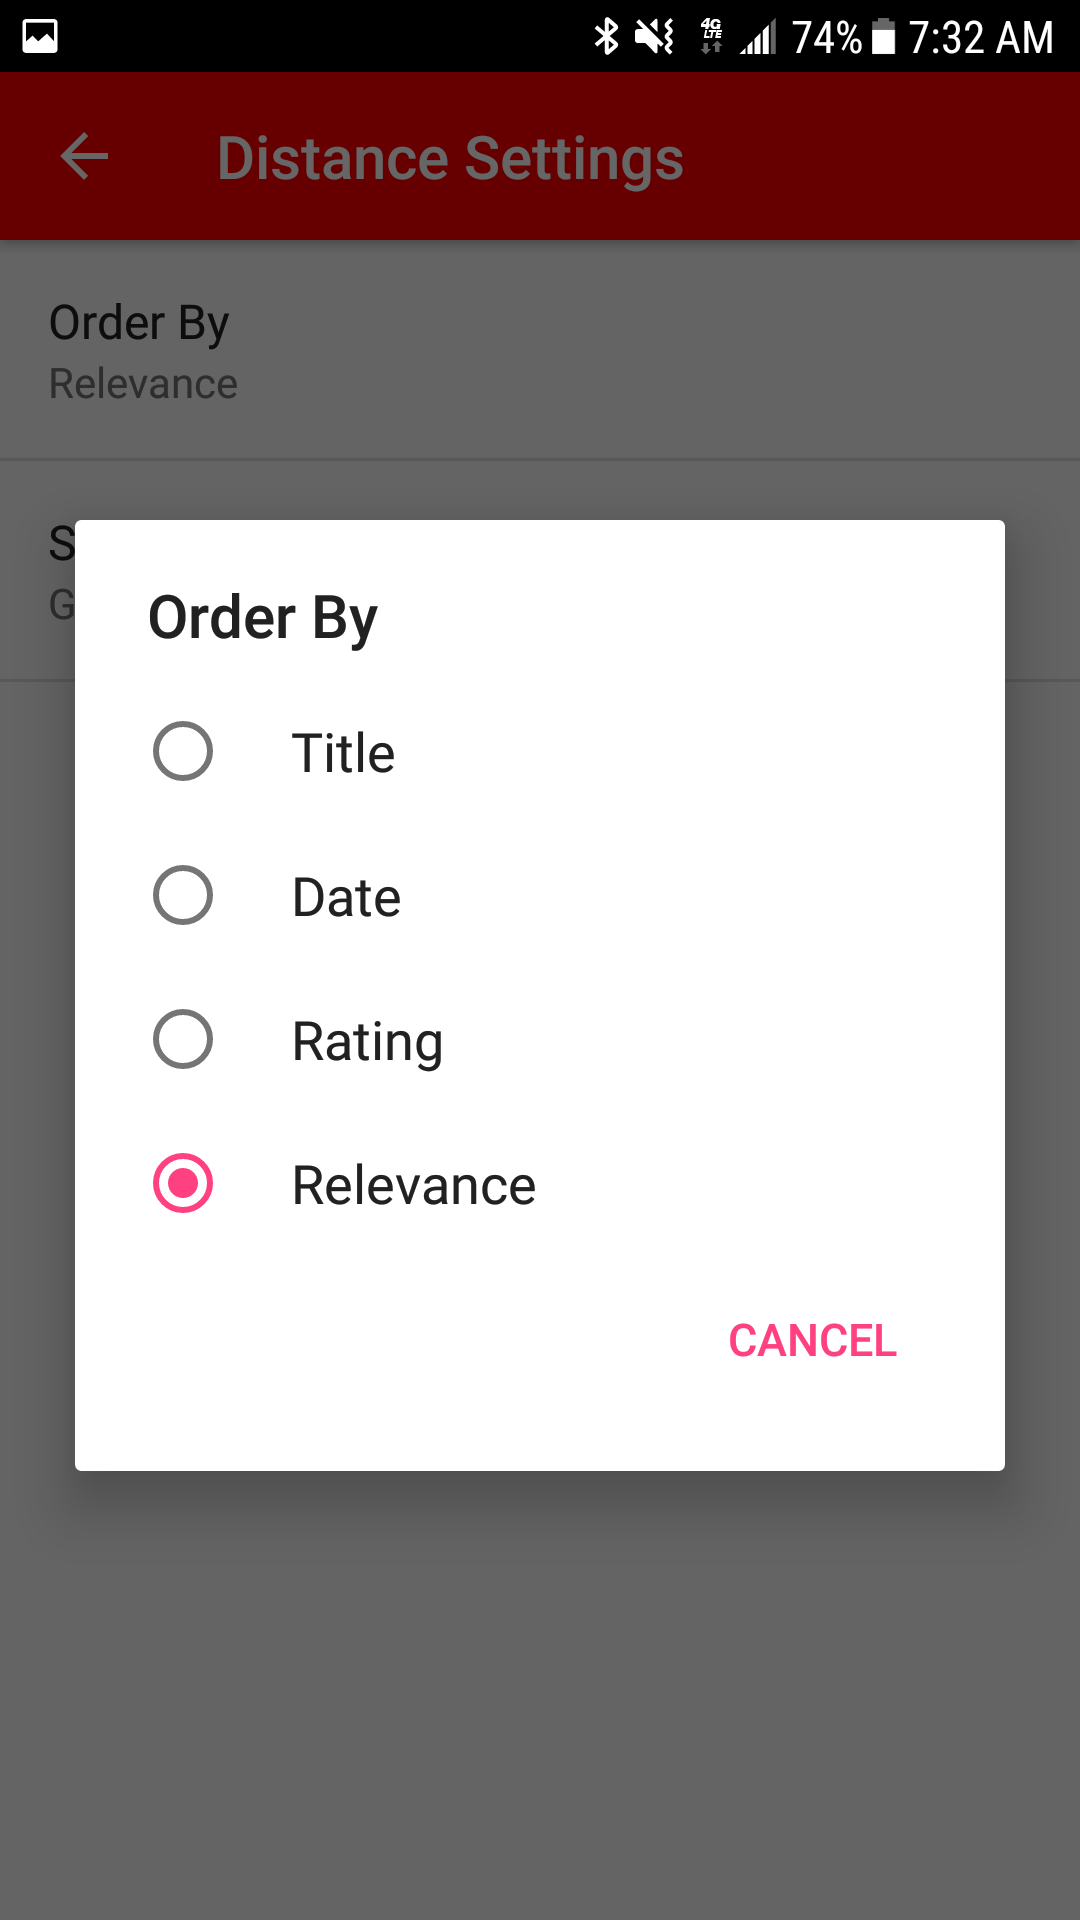 4G LTE 74% 7:32 AM
Distance Settings
Order By
Relevance
Order By
Title
Date
Rating
Relevance
CANCEL